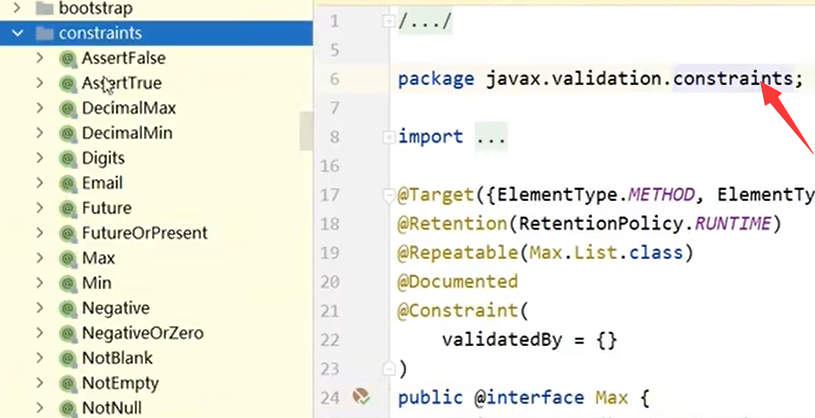 bootstrap
constraints
AssertFalse
AssertTrue
DecimalMax
DecimalMin
Digits
Email
Future
FutureOrPresent
Max
Min
Negative
NegativeOrZero
NotBlank
NotEmpty
NotNull
1 /.../
5
6 package javax.validation.constraints;
7
8 import ...
16
17 @Target({ElementType.METHOD, ElementTy
18 @Retention(RetentionPolicy.RUNTIME)
19 @Repeatable(Max.List.class)
20 @Documented
21 @Constraint(
22 validatedBy = {}
23 )
24 public @interface Max {